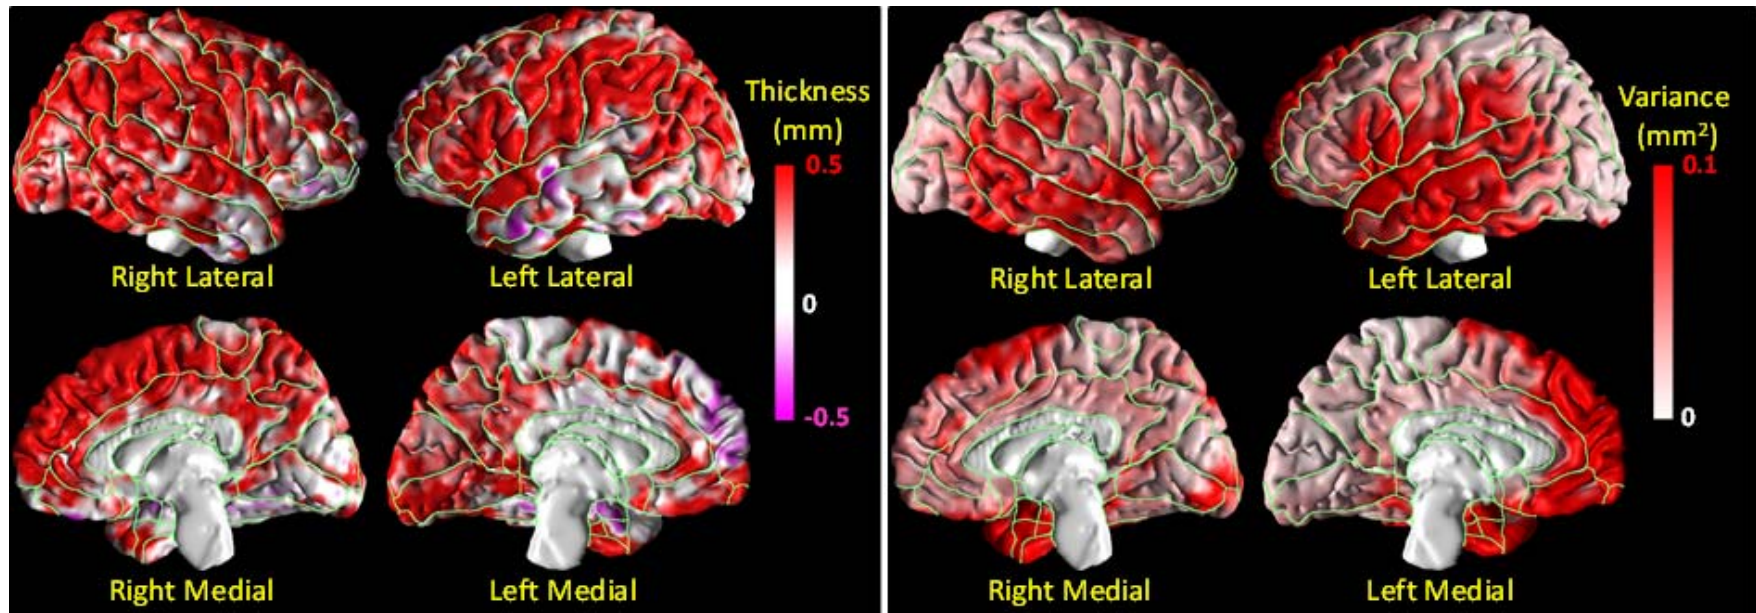 Thickness
(mm)
0.5
0
-0.5
Right Lateral
Left Lateral
Right Medial
Left Medial
Variance
(mm²)
0.1
0
Right Lateral
Left Lateral
Right Medial
Left Medial